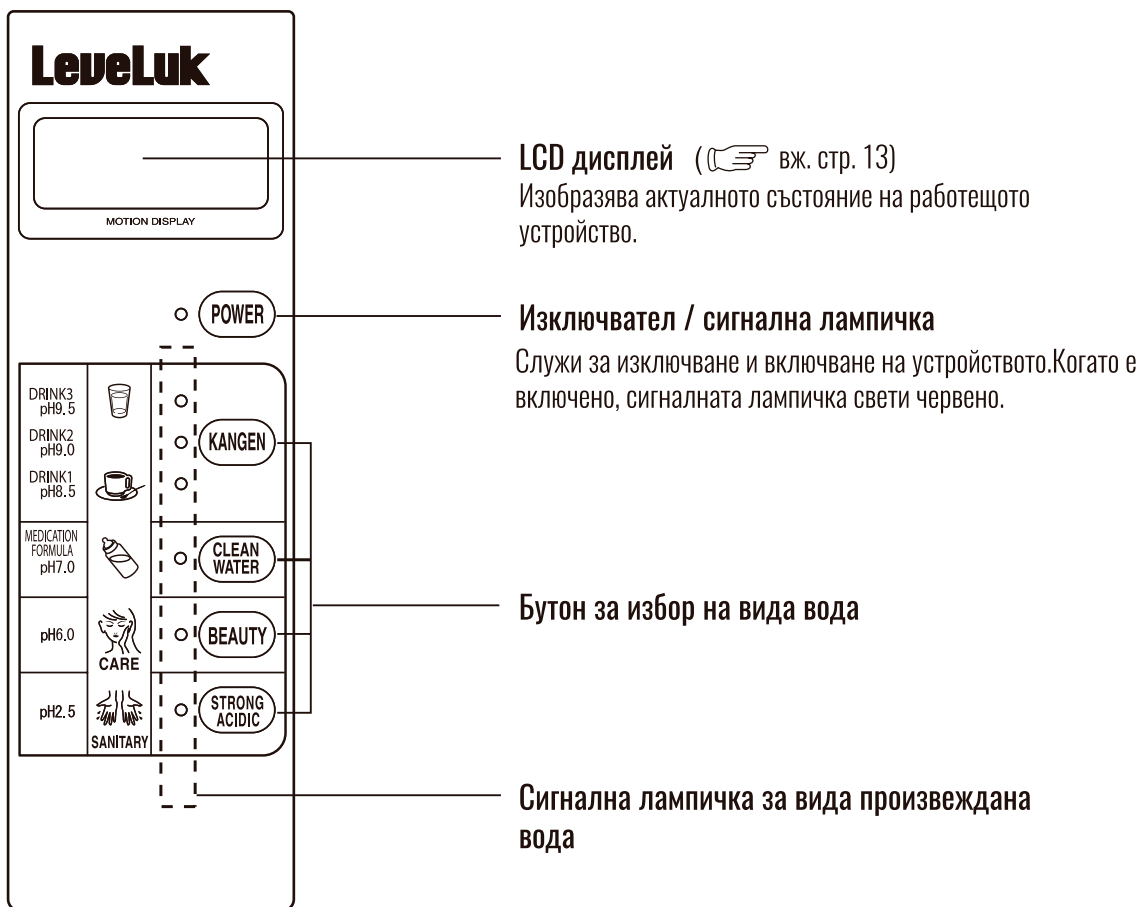 LeveLuk
MOTION DISPLAY
LCD дисплей ( вж. стр. 13)
Изобразява актуалното състояние на работещото
устройство.
POWER
Изключвател / сигнална лампичка
Служи за изключване и включване на устройството.Когато е
включено, сигналната лампичка свети червено.
DRINK3
pH9.5
DRINK2
pH9.0
DRINK1
pH8.5
KANGEN
MEDICATION
FORMULA
pH7.0
CLEAN
WATER
pH6.0
CARE
BEAUTY
Бутон за избор на вида вода
pH2.5
SANITARY
STRONG
ACIDIC
Сигнална лампичка за вида произвеждана
вода